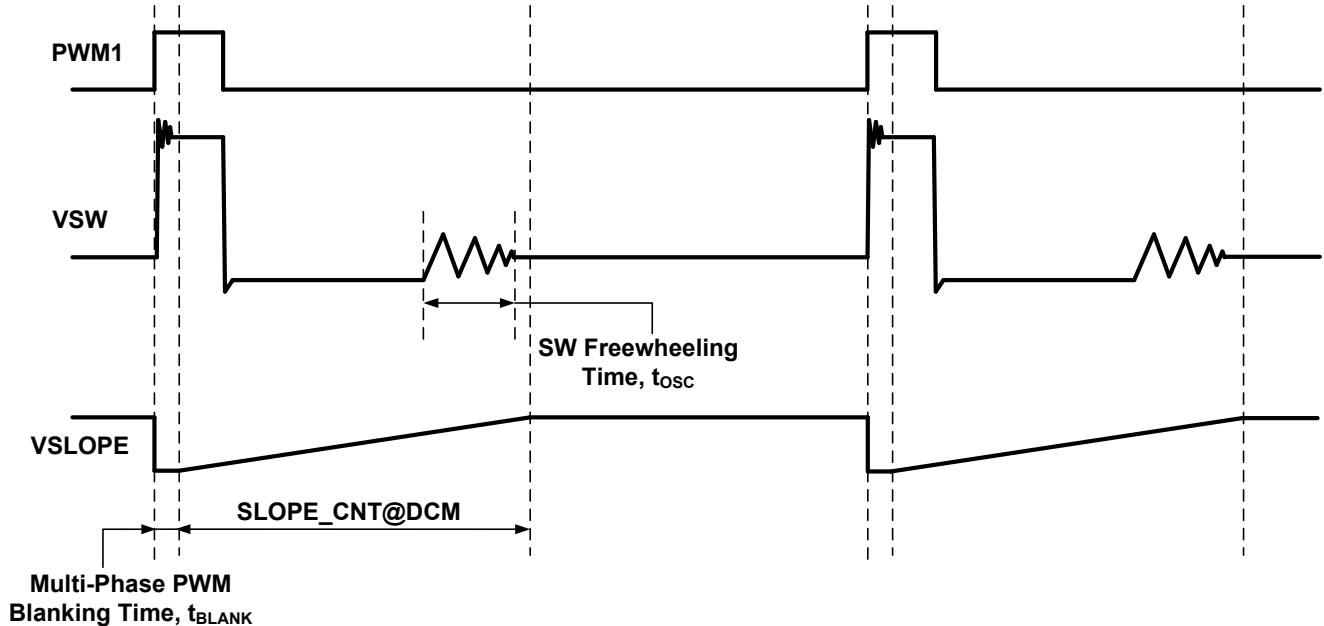 PWM1
VSW
SW Freewheeling
Time, tOSC
VSLOPE
SLOPE_CNT@DCM
Multi-Phase PWM
Blanking Time, tBLANK